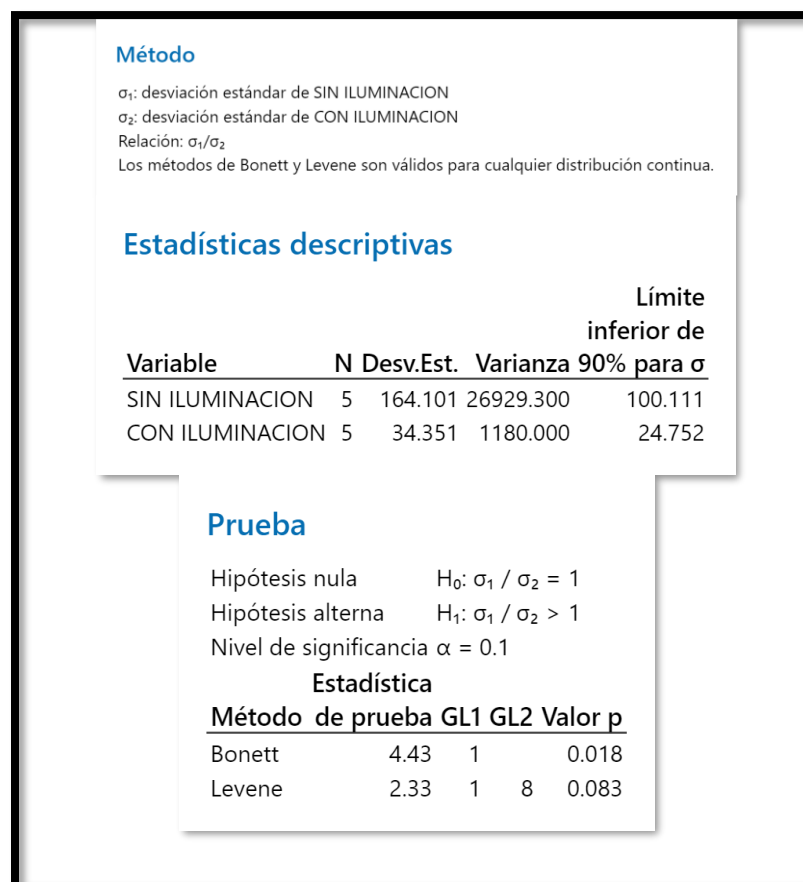 Método
σ₁: desviación estándar de SIN ILUMINACION
σ₂: desviación estándar de CON ILUMINACION
Relación: σ₁/σ₂
Los métodos de Bonett y Levene son válidos para cualquier distribución continua.
Estadísticas descriptivas
Límite
inferior de
Variable N Desv.Est. Varianza 90% para σ
SIN ILUMINACION 5 164.101 26929.300 100.111
CON ILUMINACION 5 34.351 1180.000 24.752
Prueba
Hipótesis nula H₀: σ₁ / σ₂ = 1
Hipótesis alterna H₁: σ₁ / σ₂ > 1
Nivel de significancia α = 0.1
Estadística
Método de prueba GL1 GL2 Valor p
Bonett 4.43 1 0.018
Levene 2.33 1 8 0.083